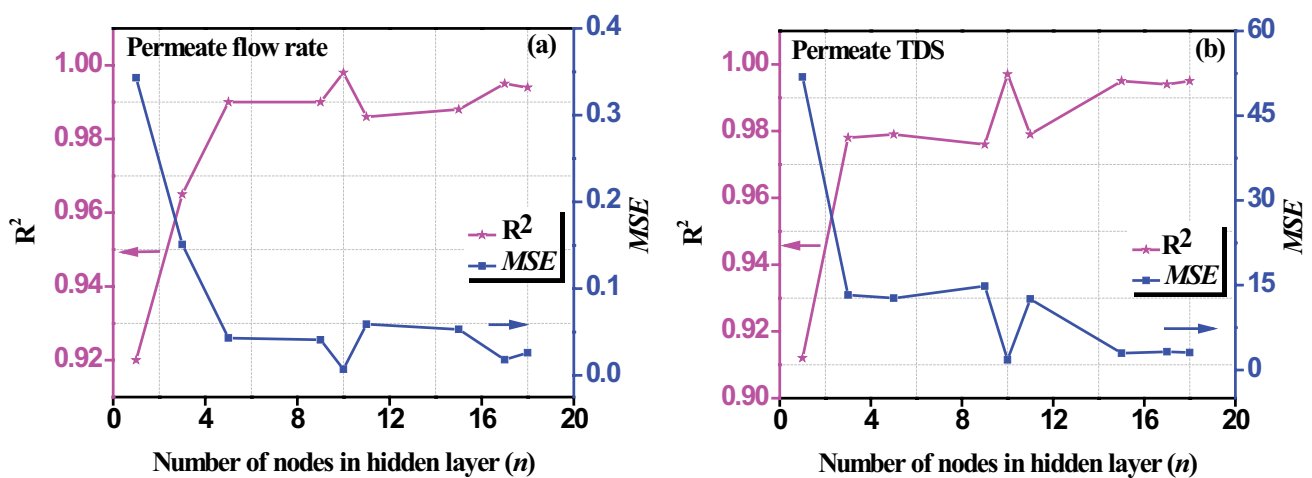 Permeate flow rate
(a)
R²
1.00
0.98
0.96
0.94
0.92
0.4
0.3
0.2
0.1
0.0
MSE
R²
MSE
0 4 8 12 16 20
Number of nodes in hidden layer (n)
Permeate TDS
(b)
R²
1.00
0.98
0.96
0.94
0.92
0.90
60
45
30
15
0
MSE
R²
MSE
0 4 8 12 16 20
Number of nodes in hidden layer (n)